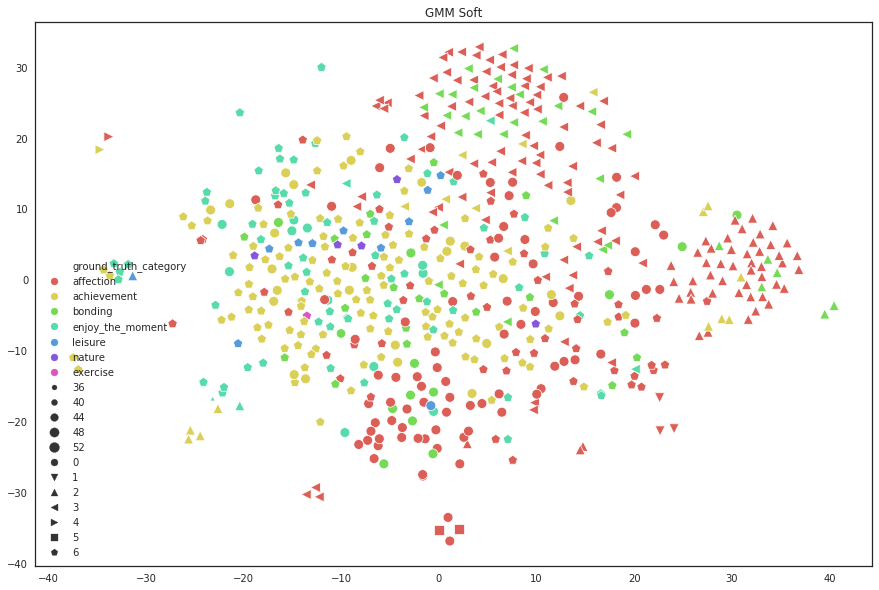 GMM Soft
30
20
10
0
−10
−20
−30
−40
ground_truth_category
affection
achievement
bonding
enjoy_the_moment
leisure
nature
exercise
36
40
44
48
52
0
1
2
3
4
5
6
−40 −30 −20 −10 0 10 20 30 40